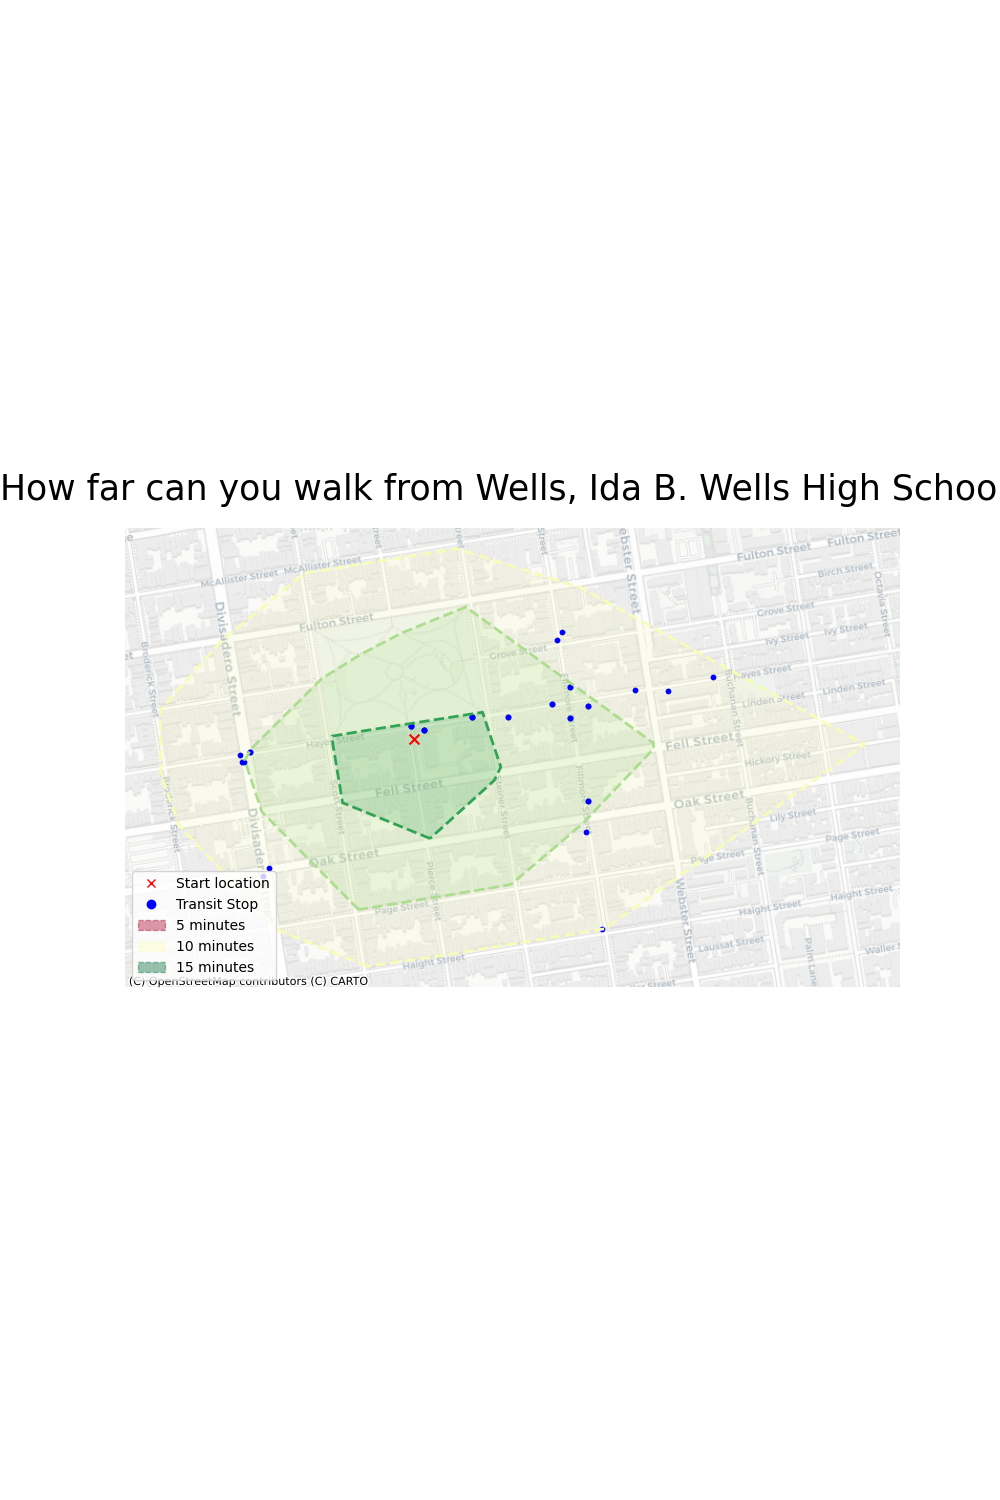 How far can you walk from Wells, Ida B. Wells High Schoo
Fulton Street
Fulton Street
McAllister Street
McAllister Street
Birch Street
Octavia Street
Street
Street
ebster Street
Divisadero Street
Fulton Street
Grove Street
Ivy Street
Ivy Street
Broderick Street
Grove Street
ayes Street
Linden Street
Linden Street
Buchanan Street
Hayes Street
Fell Street
Hickory Street
Fell Street
Scott Street
Steiner Street
Oak Street
Lily Street
Buchanan Street
Page Street
Oak Street
Page Street
Divisader
Pierce Street
Page Street
Haight Street
Haight Street
Webster Street
Laussat Street
Palm Lane
Waller S
Haight Street
Start location
Transit Stop
5 minutes
10 minutes
15 minutes
(C) OpenStreetMap contributors (C) CARTO